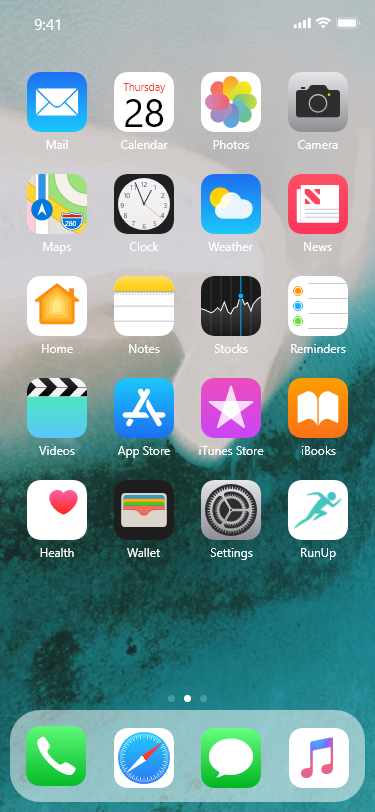 9:41
Thursday
28
Mail
Calendar
Photos
Camera
280
12
Maps
Clock
Weather
News
Home
Notes
Stocks
Reminders
Videos
App Store
iTunes Store
iBooks
Health
Wallet
Settings
RunUp